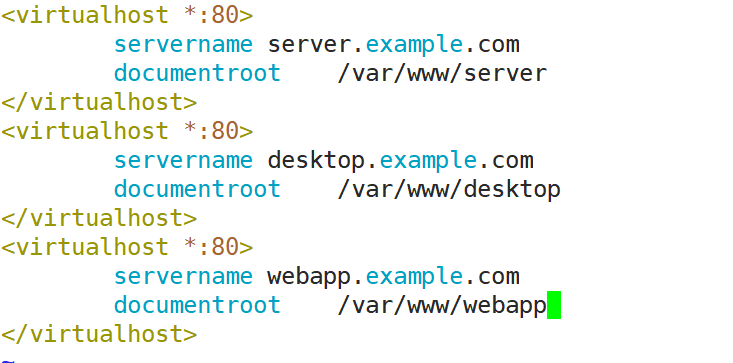 <virtualhost *:80>
        servername server.example.com
        documentroot    /var/www/server
</virtualhost>
<virtualhost *:80>
        servername desktop.example.com
        documentroot    /var/www/desktop
</virtualhost>
<virtualhost *:80>
        servername webapp.example.com
        documentroot    /var/www/webapp
</virtualhost>
~